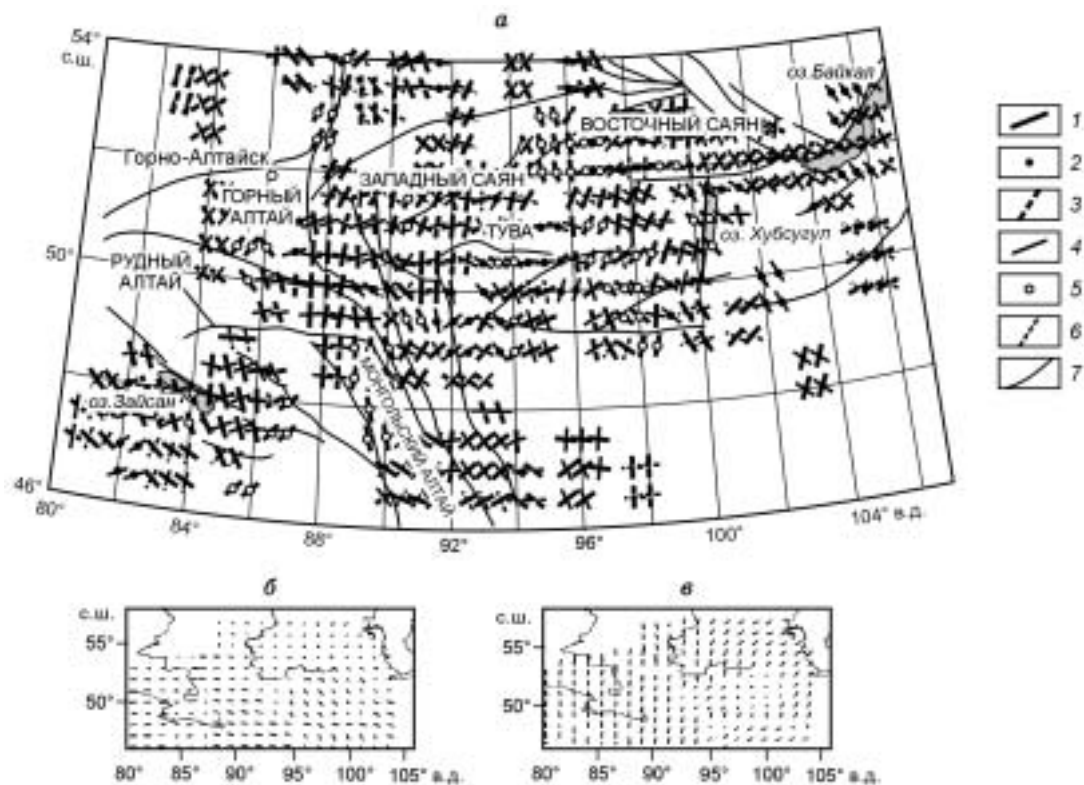 а
54°
с.ш.
оз.Байкал
ВОСТОЧНЫЙ САЯН
Горно-Алтайск
ЗАПАДНЫЙ САЯН
ГОРНЫЙ
АЛТАЙ
ТУВА
оз. Хубсугул
50°
РУДНЫЙ
АЛТАЙ
МОНГОЛЬСКИЙ АЛТАЙ
оз.Зайсан
46°
80°
84°
88°
92°
96°
100°
104° в.д.
1
2
3
4
5
6
7
б
с.ш.
55°
50°
80° 90° 95° 100° 105° в.д.
в
с.ш.
55°
50°
80° 90° 95° 100° 105° в.д.